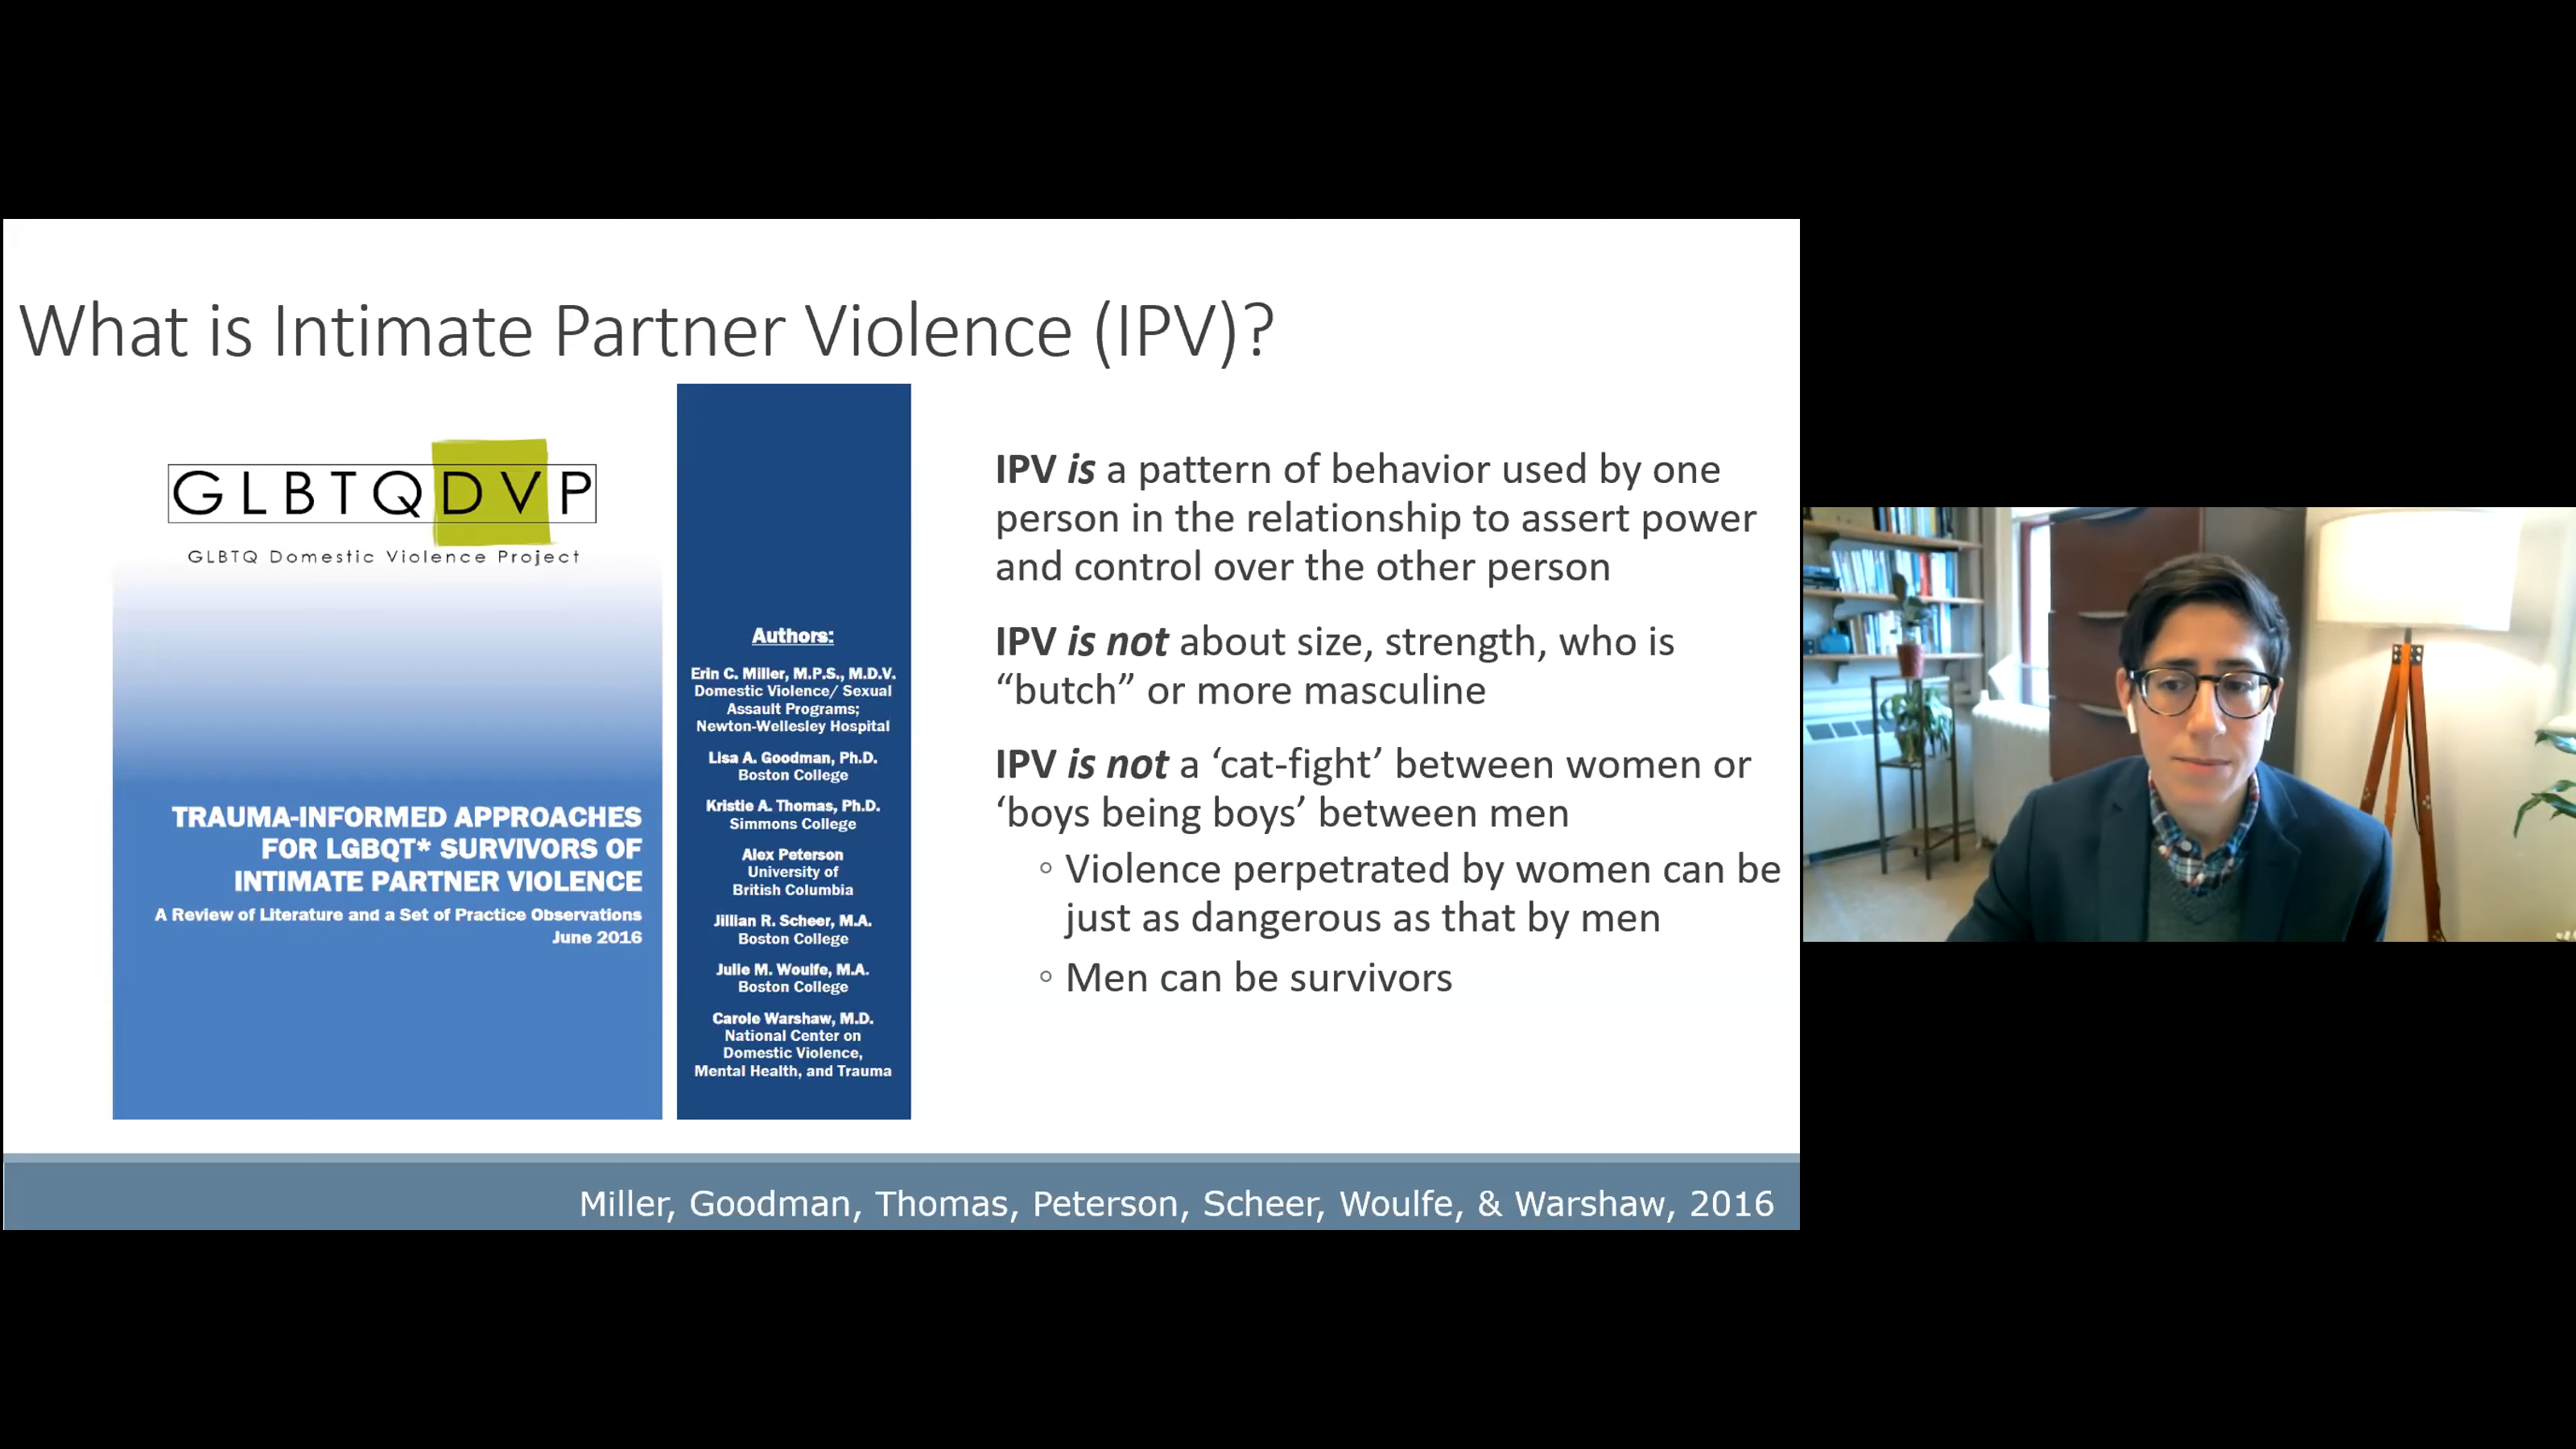 What is Intimate Partner Violence (IPV)?
GLBTQDVP
GLBTQ Domestic Violence Project
TRAUMA-INFORMED APPROACHES
FOR LGBQT* SURVIVORS OF
INTIMATE PARTNER VIOLENCE
A Review of Literature and a Set of Practice Observations
June 2016
Authors:
Erin C. Miller, M.P.S., M.D.V.
Domestic Violence/ Sexual
Assault Programs;
Newton-Wellesley Hospital
Lisa A. Goodman, Ph.D.
Boston College
Kristie A. Thomas, Ph.D.
Simmons College
Alex Peterson
University of
British Columbia
Jillian R. Scheer, M.A.
Boston College
Julie M. Woulfe, M.A.
Boston College
Carole Warshaw, M.D.
National Center on
Domestic Violence,
Mental Health, and Trauma
IPV is a pattern of behavior used by one
person in the relationship to assert power
and control over the other person
IPV is not about size, strength, who is
“butch” or more masculine
IPV is not a ‘cat-fight’ between women or
‘boys being boys’ between men
◦ Violence perpetrated by women can be
just as dangerous as that by men
◦ Men can be survivors
Miller, Goodman, Thomas, Peterson, Scheer, Woulfe, & Warshaw, 2016